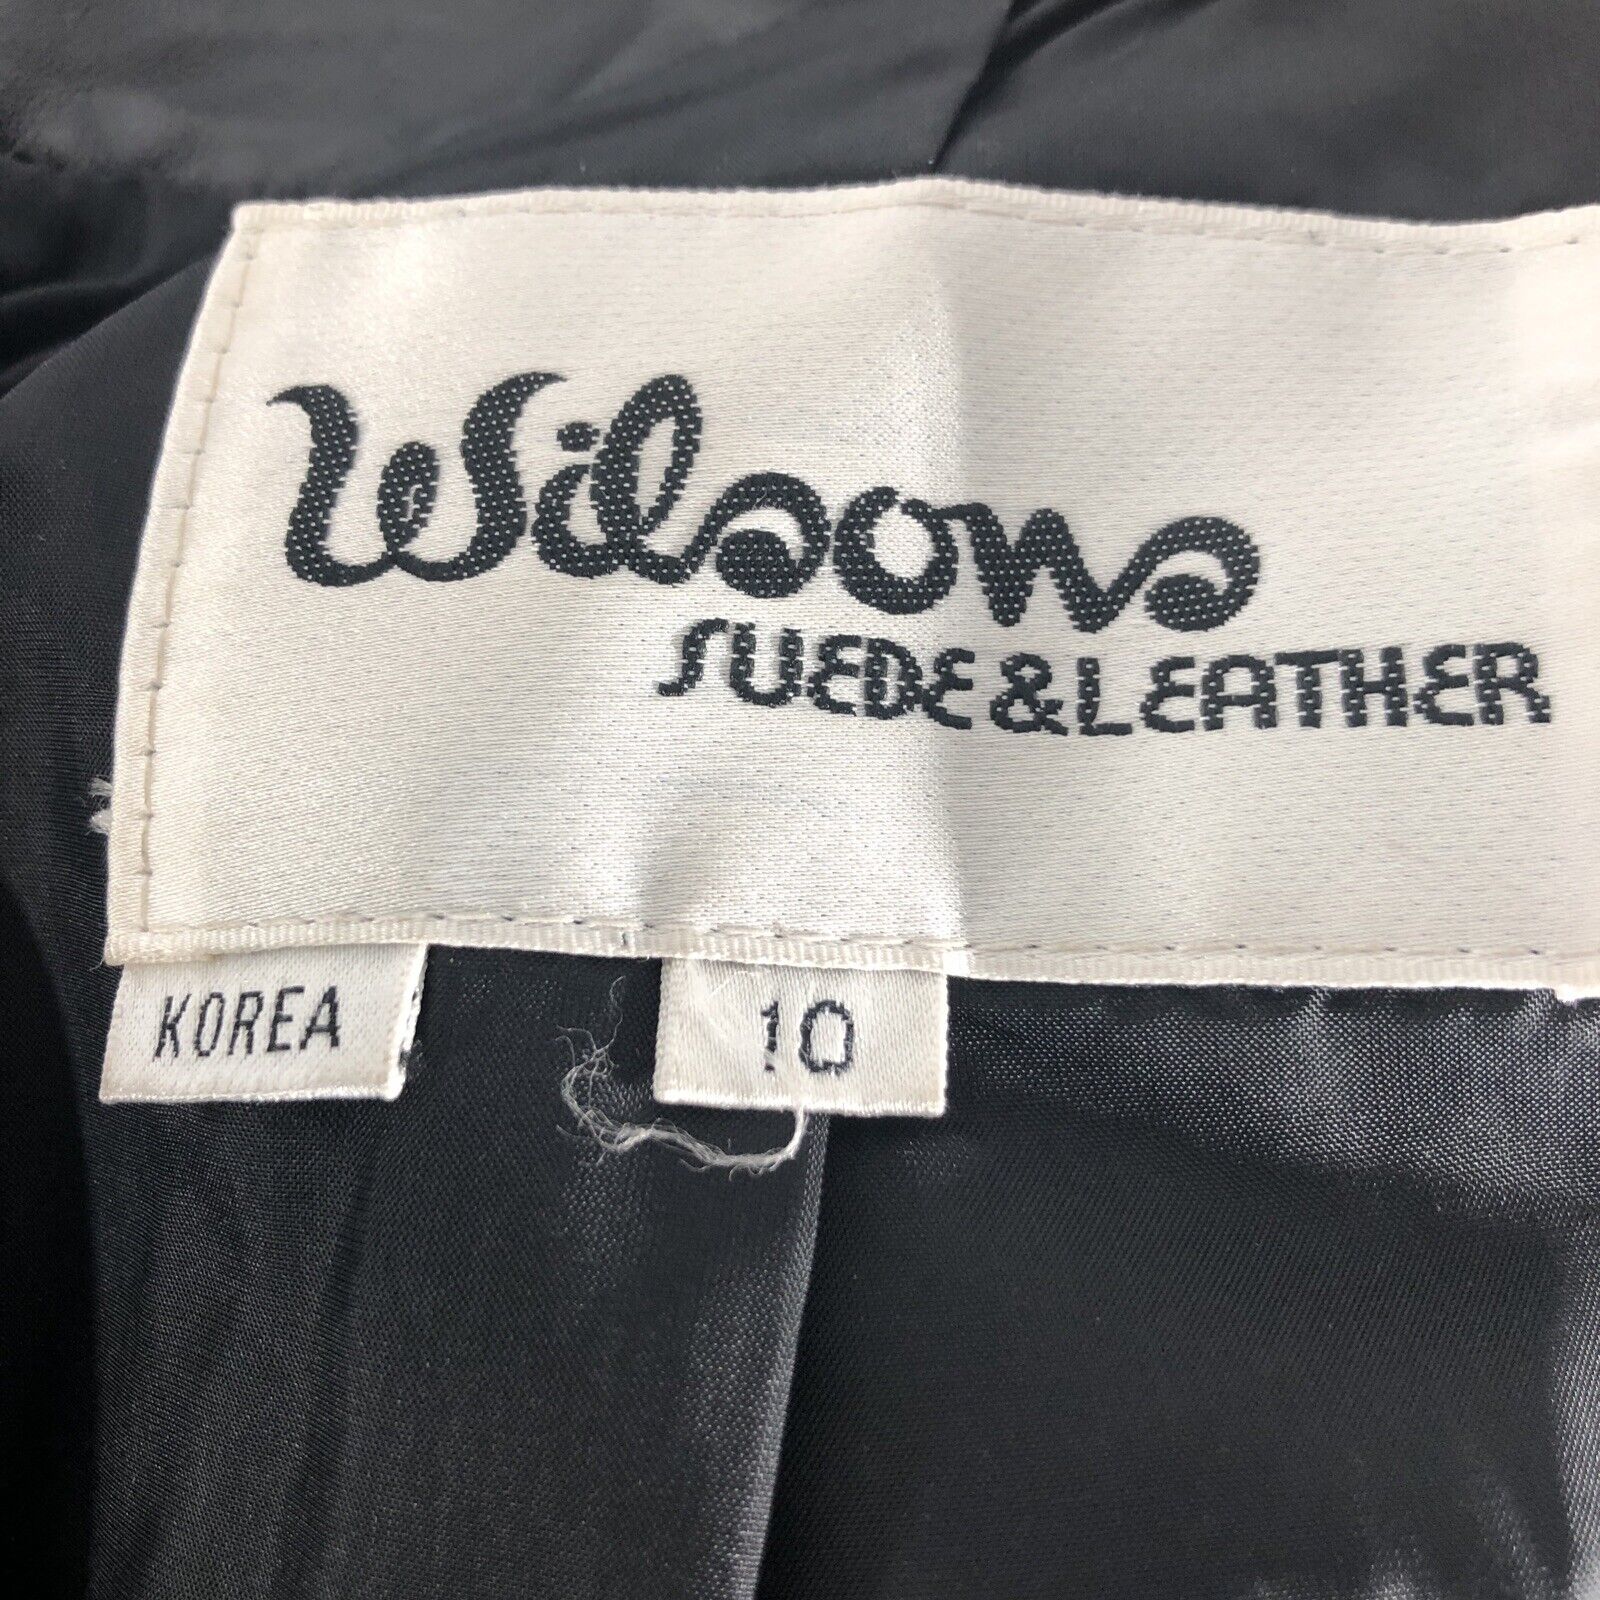 Wilsons
SUEDE & LEATHER
KOREA
10